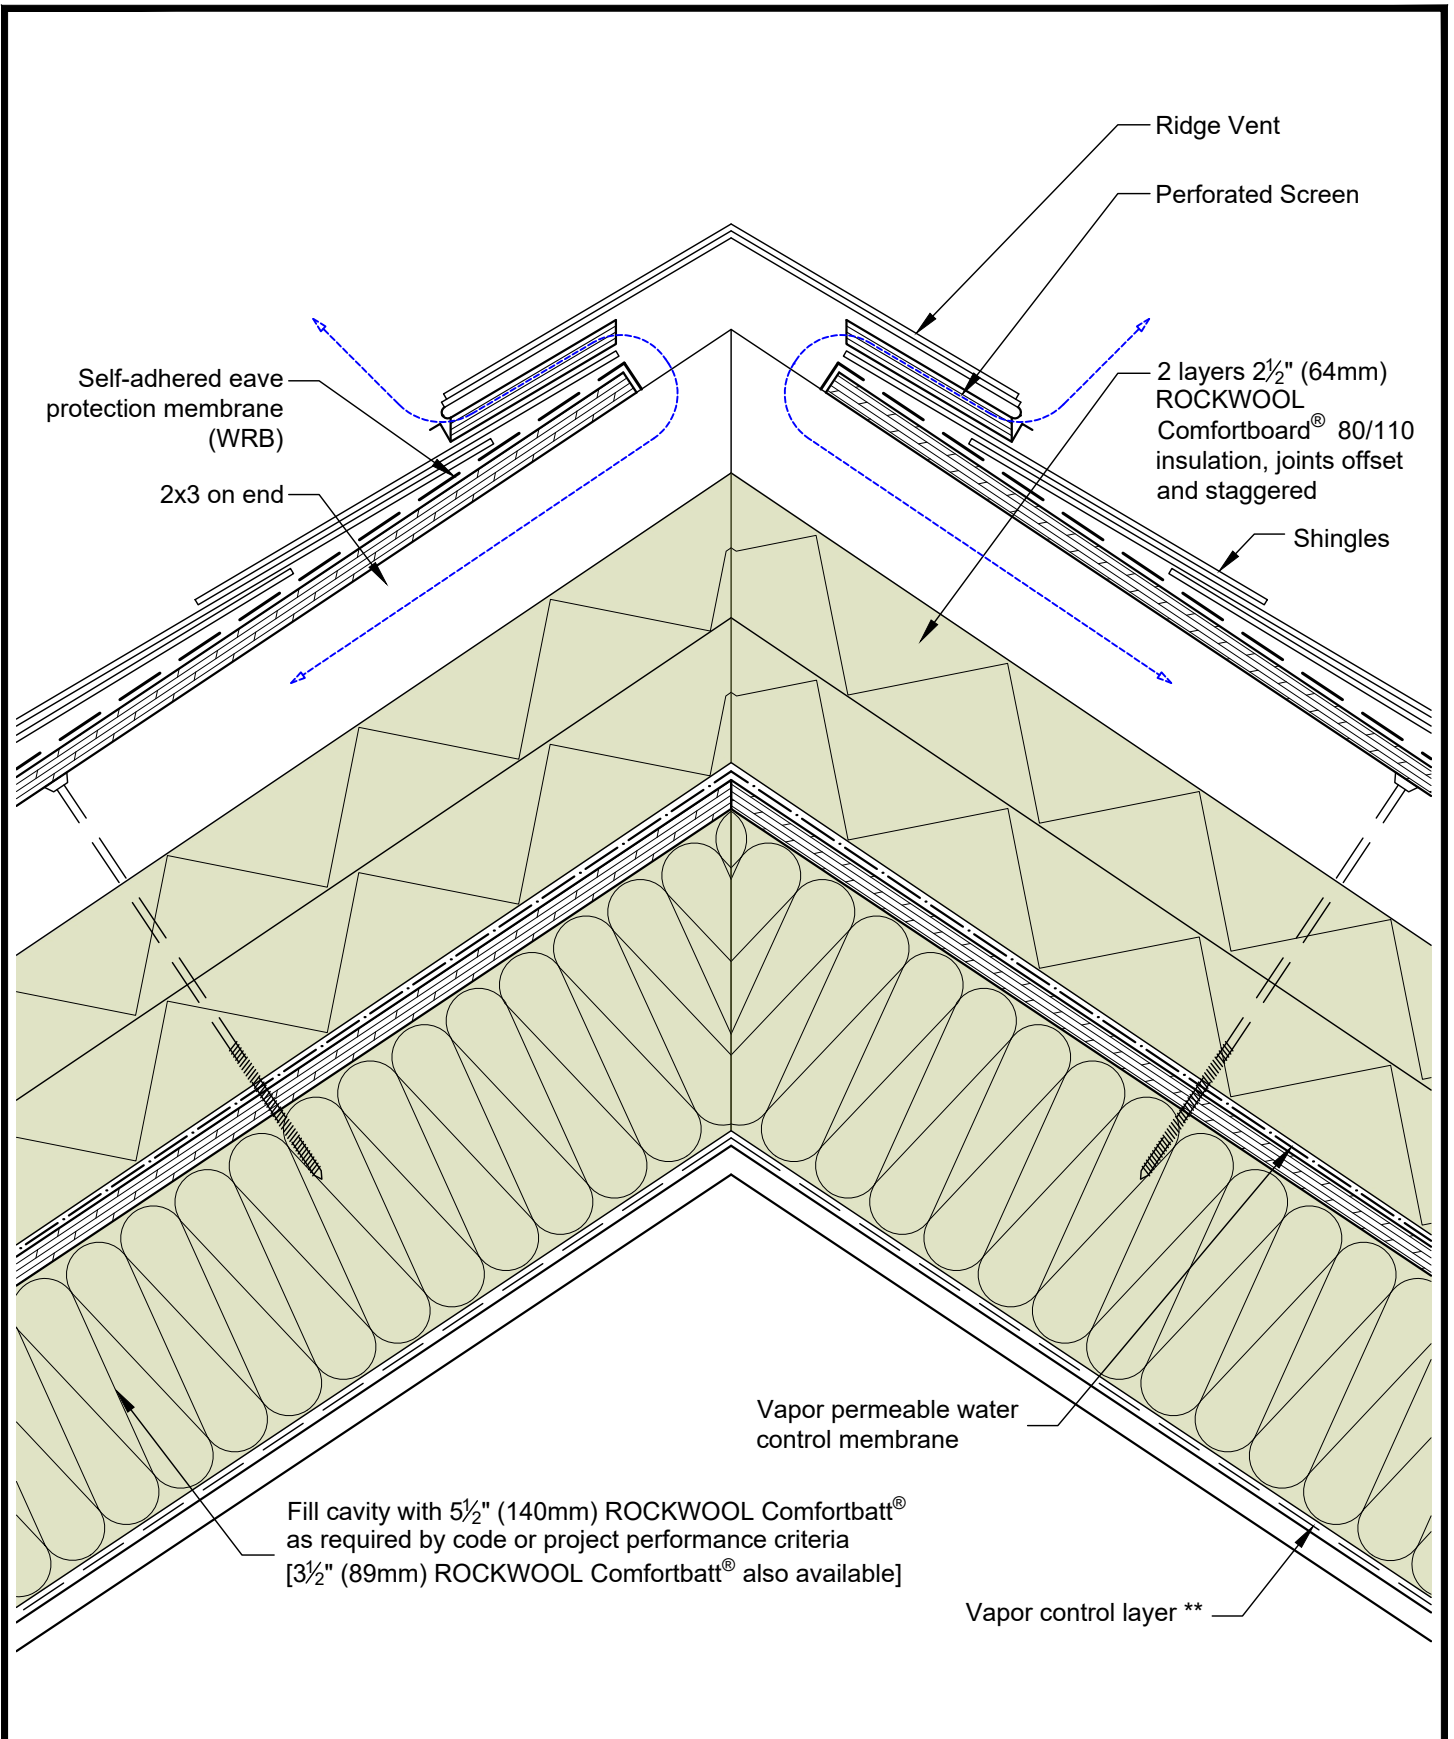 Ridge Vent
Perforated Screen
Self-adhered eave
protection membrane
(WRB)
2x3 on end
2 layers 2½" (64mm)
ROCKWOOL
Comfortboard® 80/110
insulation, joints offset
and staggered
Shingles
Vapor permeable water
control membrane
Fill cavity with 5½" (140mm) ROCKWOOL Comfortbatt®
as required by code or project performance criteria
[3½" (89mm) ROCKWOOL Comfortbatt® also available]
Vapor control layer **